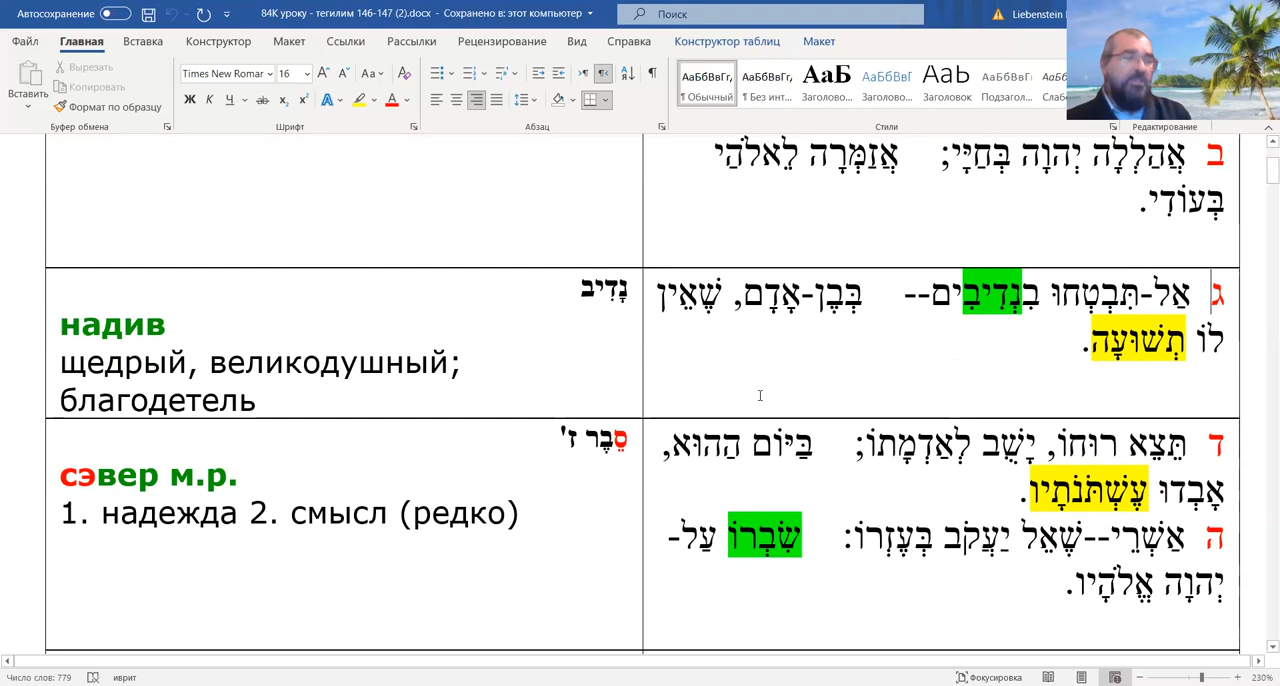 Автосохранение
84К уроку - тегилим 146-147 (2).docx - Сохранено в: этот компьютер
Поиск
Liebenstein
Файл Главная Вставка Конструктор Макет Ссылки Рассылки Рецензирование Вид Справка Конструктор таблиц Макет
Вставить
Вырезать
Копировать
Формат по образцу
Буфер обмена
Times New Romar 16
Шрифт
Абзац
АаБбВвГг, АаБбВвГг, АаБ АаБбВвГ АаЬ АаБбВвГг
¶ Обычный ¶ Без инт... Заголово... Заголово... Заголовок Подзагол... Слабо
Стили
Редактирование
ב אֲהַלְלָה יְהוָה בְּחַיָּי; אֲזַמְּרָה לֵאלֹהַי
בְּעוֹדִי.
נָדִיב
надив
щедрый, великодушный;
благодетель
ג אַל-תִּבְטְחוּ בִנְדִיבִים-- בְּבֶן-אָדָם, שֶׁאֵין
לוֹ תְשׁוּעָה.
סֵבֶר ז'
сэвер м.р.
1. надежда 2. смысл (редко)
ד תֵּצֵא רוּחוֹ, יָשֻׁב לְאַדְמָתוֹ; בַּיּוֹם הַהוּא,
אָבְדוּ עֶשְׁתֹּנֹתָיו.
ה אַשְׁרֵי--שֶׁאֵל יַעֲקֹב בְּעֶזְרוֹ: שִׂבְרוֹ עַל-
יְהוָה אֱלֹהָיו.
Число слов: 779
иврит
Фокусировка
230%